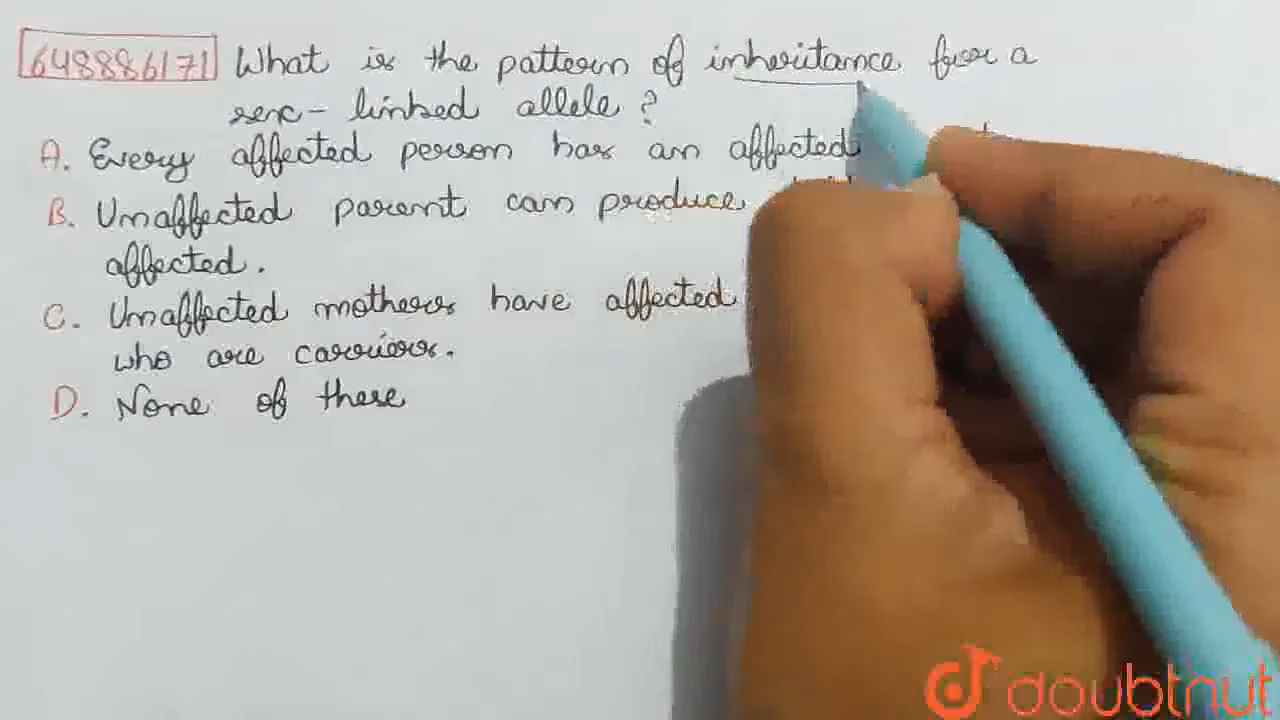 648886171 What is the pattern of inheritance for a
sex-linked allele?
A. Every affected person has an affected
B. Unaffected parent can produce
affected.
C. Unaffected mothers have affected
who are carriers.
D. None of these
doubtnut